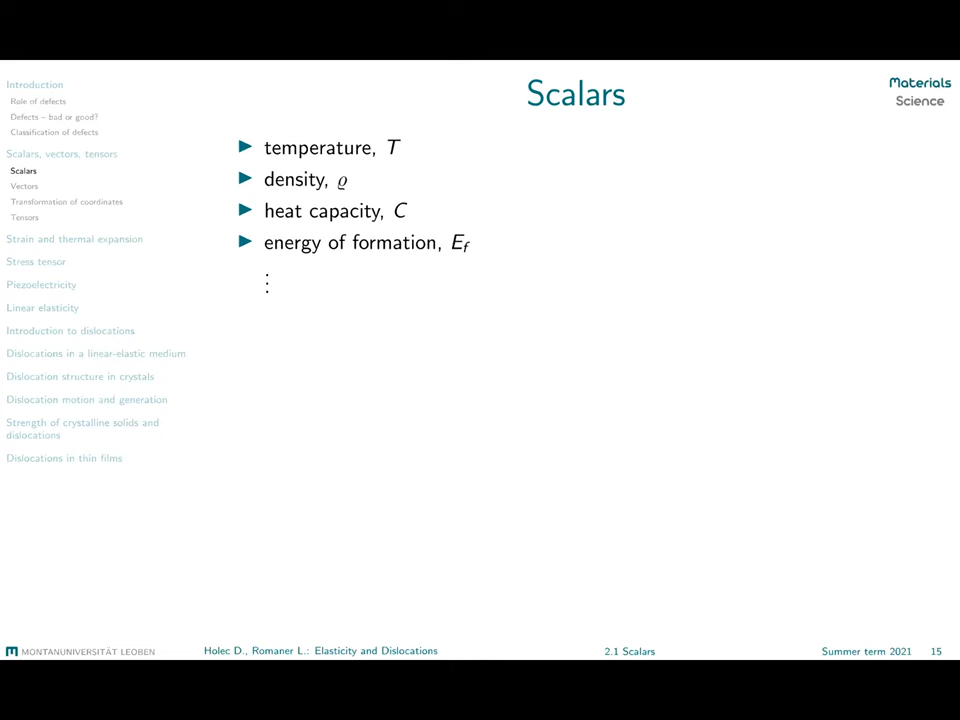 Introduction
Role of defects
Defects – bad or good?
Classification of defects
Scalars, vectors, tensors
Scalars
Vectors
Transformation of coordinates
Tensors
Strain and thermal expansion
Stress tensor
Piezoelectricity
Linear elasticity
Introduction to dislocations
Dislocations in a linear-elastic medium
Dislocation structure in crystals
Dislocation motion and generation
Strength of crystalline solids and
dislocations
Dislocations in thin films
Scalars
Materials
Science
▶ temperature, T
▶ density, ϱ
▶ heat capacity, C
▶ energy of formation, E_f
⋮
MONTANUNIVERSITÄT LEOBEN
Holec D., Romaner L.: Elasticity and Dislocations
2.1 Scalars
Summer term 2021 15